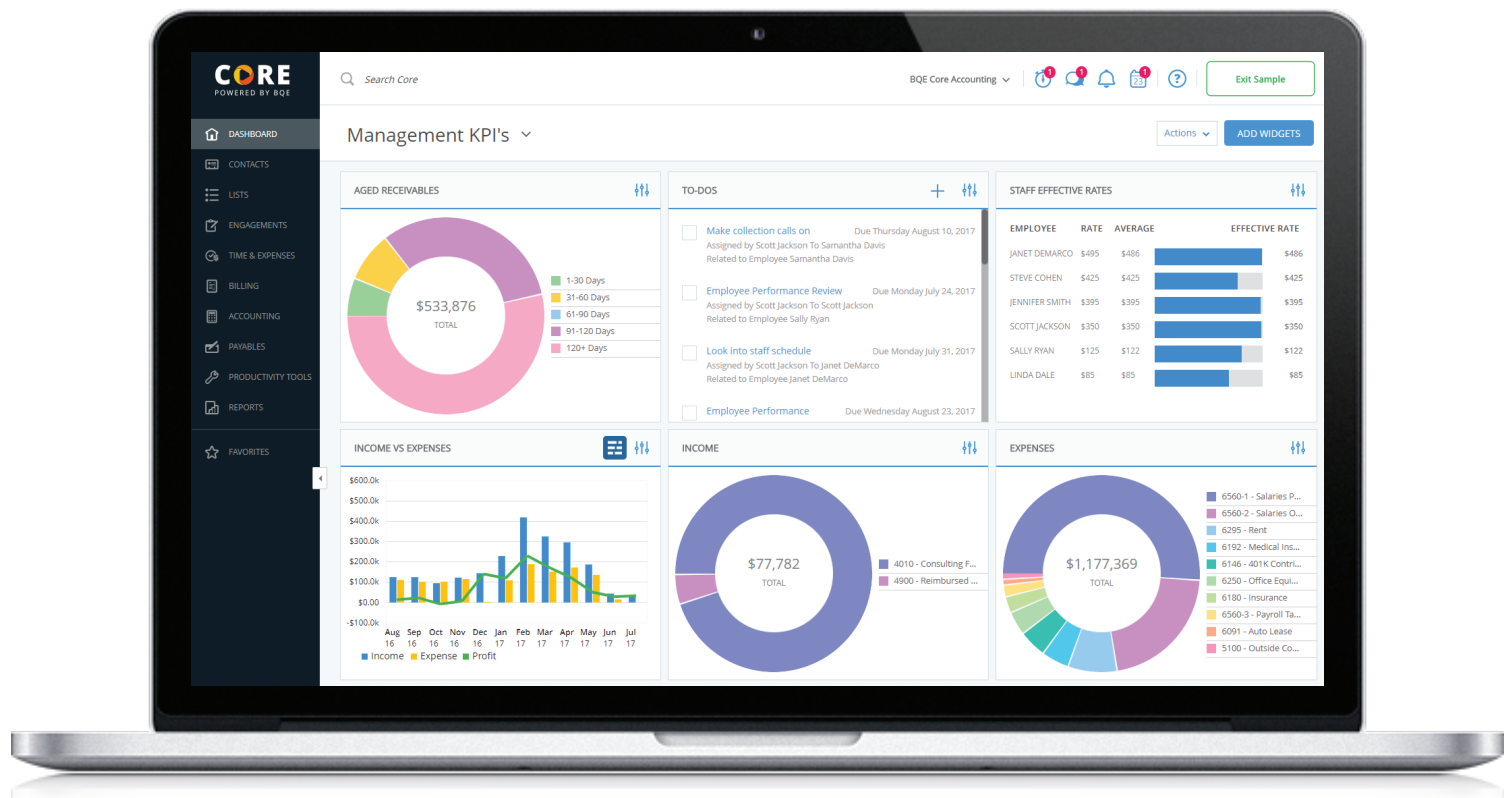 CORE
POWERED BY BQE
Search Core
BQE Core Accounting
1
1
1
23
?
Exit Sample
DASHBOARD
CONTACTS
LISTS
ENGAGEMENTS
TIME & EXPENSES
BILLING
ACCOUNTING
PAYABLES
PRODUCTIVITY TOOLS
REPORTS
FAVORITES
Management KPI's
Actions
ADD WIDGETS
AGED RECEIVABLES
$533,876
TOTAL
1-30 Days
31-60 Days
61-90 Days
91-120 Days
120+ Days
TO-DOS
Make collection calls on Due Thursday August 10, 2017
Assigned by Scott Jackson To Samantha Davis
Related to Employee Samantha Davis
Employee Performance Review Due Monday July 24, 2017
Assigned by Scott Jackson To Scott Jackson
Related to Employee Sally Ryan
Look into staff schedule Due Monday July 31, 2017
Assigned by Scott Jackson To Janet DeMarco
Related to Employee Janet DeMarco
Employee Performance Due Wednesday August 23, 2017
STAFF EFFECTIVE RATES
EMPLOYEE RATE AVERAGE EFFECTIVE RATE
JANET DEMARCO $495 $486 $486
STEVE COHEN $425 $425 $425
JENNIFER SMITH $395 $395 $395
SCOTT JACKSON $350 $350 $350
SALLY RYAN $125 $122 $122
LINDA DALE $85 $85 $85
INCOME VS EXPENSES
$600.0k
$500.0k
$400.0k
$300.0k
$200.0k
$100.0k
$0.00
-$100.0k
Aug Sep Oct Nov Dec Jan Feb Mar Apr May Jun Jul
16 16 16 16 16 17 17 17 17 17 17 17
Income Expense Profit
INCOME
$77,782
TOTAL
4010 - Consulting F...
4900 - Reimbursed ...
EXPENSES
$1,177,369
TOTAL
6560-1 - Salaries P...
6560-2 - Salaries O...
6295 - Rent
6192 - Medical Ins...
6146 - 401K Contri...
6250 - Office Equi...
6180 - Insurance
6560-3 - Payroll Ta...
6091 - Auto Lease
5100 - Outside Co...